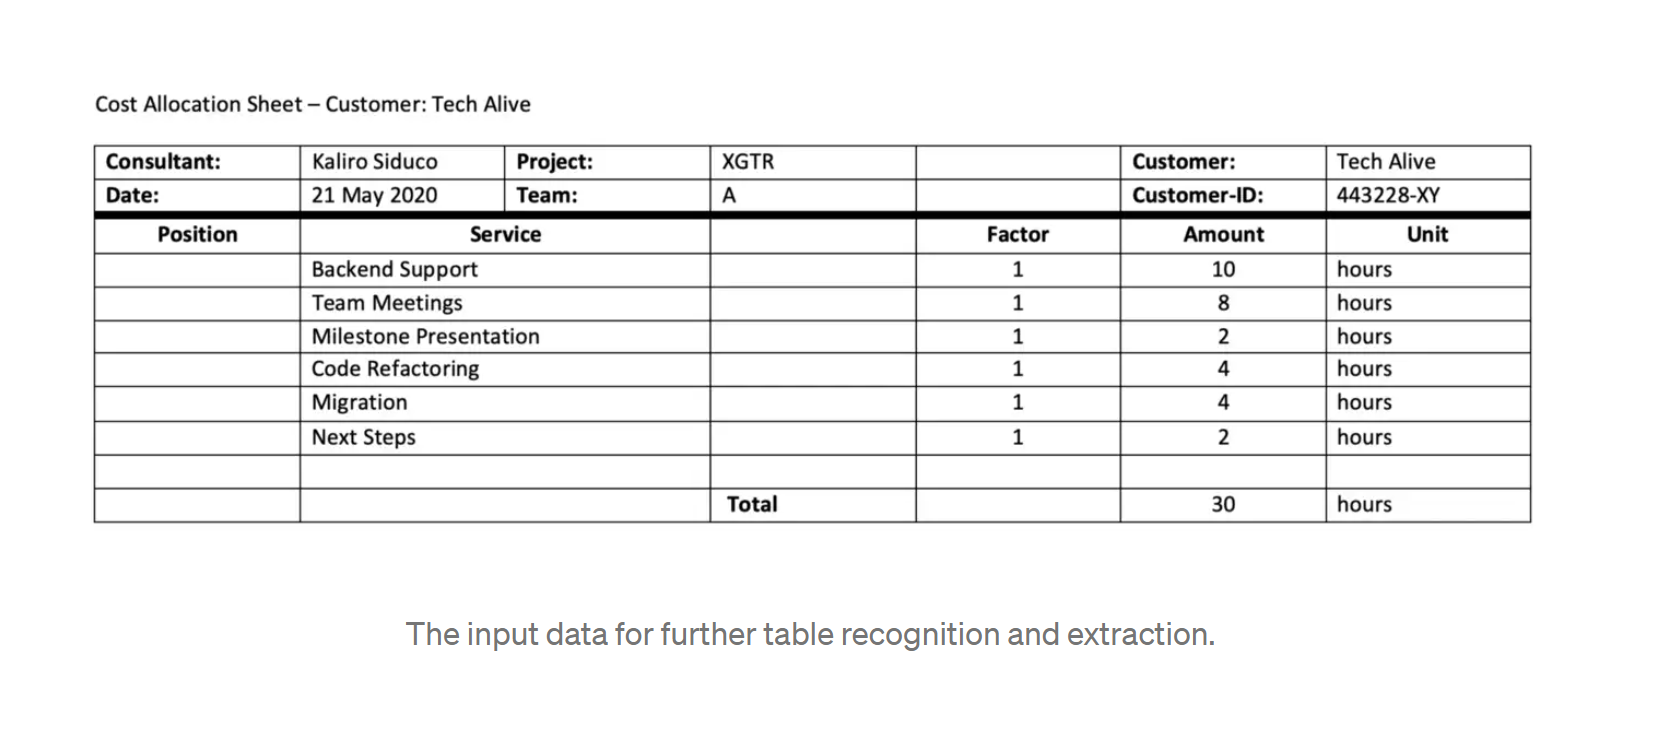 Cost Allocation Sheet – Customer: Tech Alive
Consultant: Kaliro Siduco Project: XGTR Customer: Tech Alive
Date: 21 May 2020 Team: A Customer-ID: 443228-XY
Position Service Factor Amount Unit
Backend Support 1 10 hours
Team Meetings 1 8 hours
Milestone Presentation 1 2 hours
Code Refactoring 1 4 hours
Migration 1 4 hours
Next Steps 1 2 hours
Total 30 hours
The input data for further table recognition and extraction.